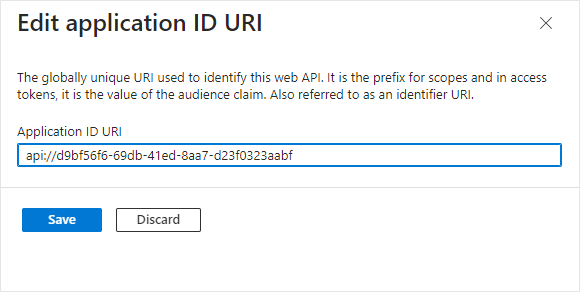 Edit application ID URI
The globally unique URI used to identify this web API. It is the prefix for scopes and in access
tokens, it is the value of the audience claim. Also referred to as an identifier URI.
Application ID URI
api://d9bf56f6-69db-41ed-8aa7-d23f0323aabf
Save
Discard